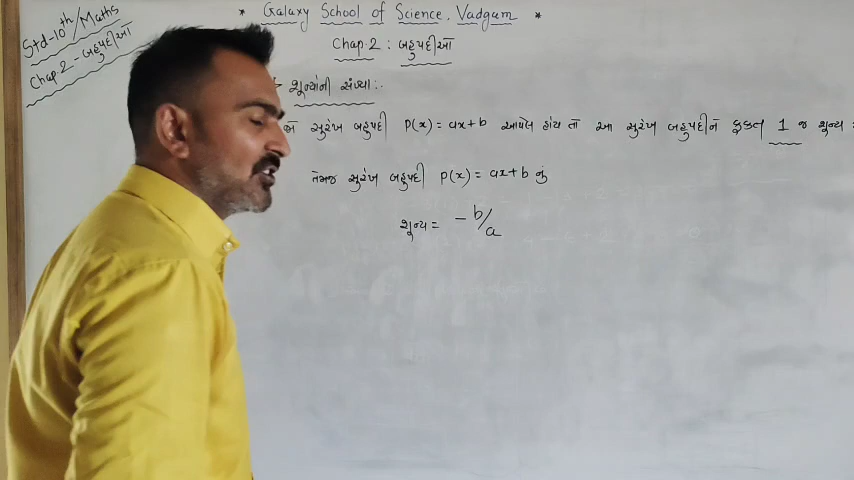 Std-10th/Maths
Chap.2 - બહુપદીઓ
* Galaxy School of Science, Vadgam *
Chap.2 : બહુપદીઓ
શૂન્યોની સંખ્યા :-
સુરેખ બહુપદી P(x) = ax+b આપેલ હોય તો આ સુરેખ બહુપદીને ફક્ત 1 જ શૂન્ય
તેમજ સુરેખ બહુપદી p(x) = ax+b નું
શૂન્ય = -b/a